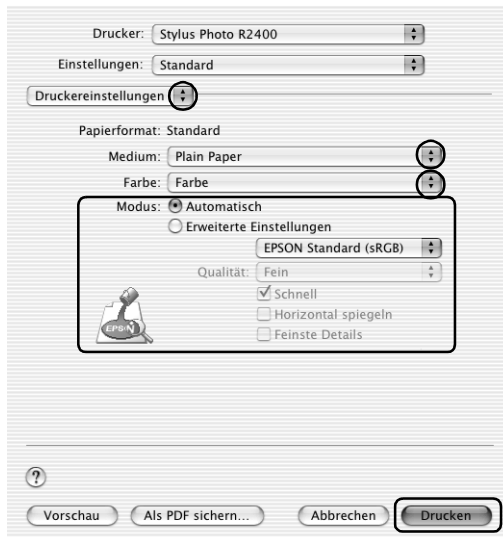 Drucker: Stylus Photo R2400
Einstellungen: Standard
Druckereinstellungen
Papierformat: Standard
Medium: Plain Paper
Farbe: Farbe
Modus: Automatisch
Erweiterte Einstellungen
EPSON Standard (sRGB)
Qualität: Fein
Schnell
Horizontal spiegeln
Feinste Details
EPSON
?
Vorschau Als PDF sichern... Abbrechen Drucken